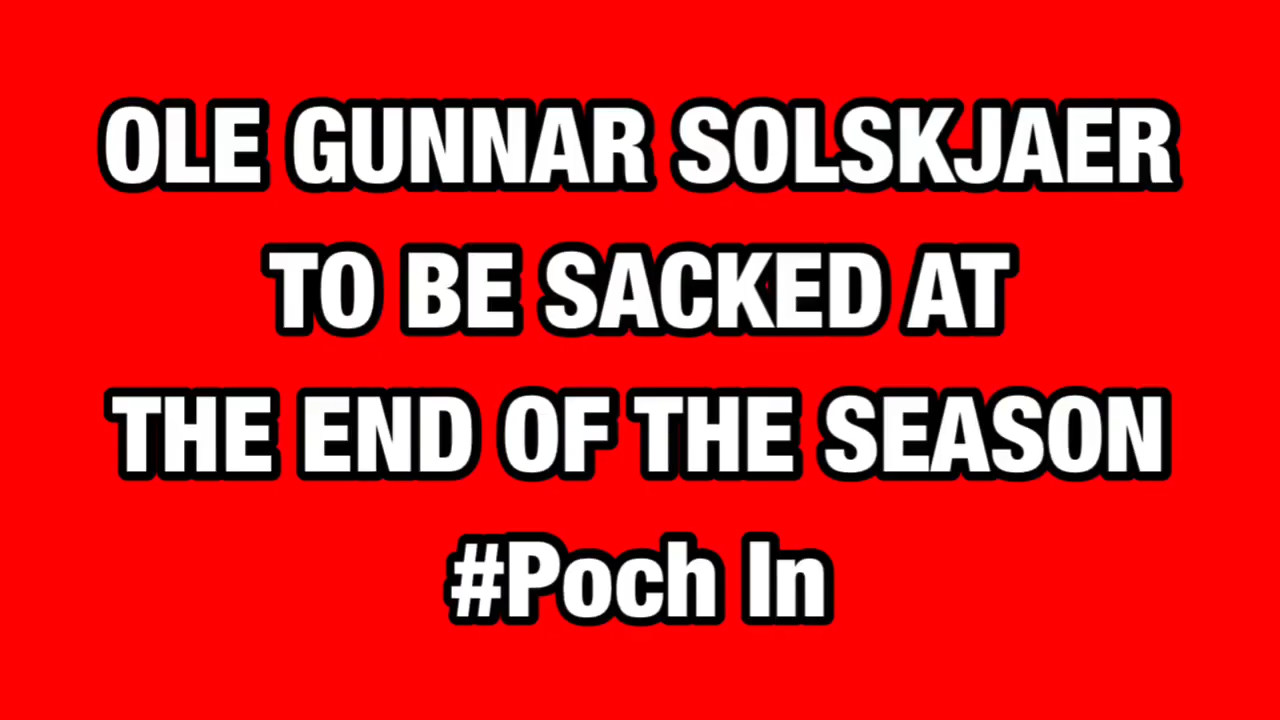 OLE GUNNAR SOLSKJAER
TO BE SACKED AT
THE END OF THE SEASON
#Poch In